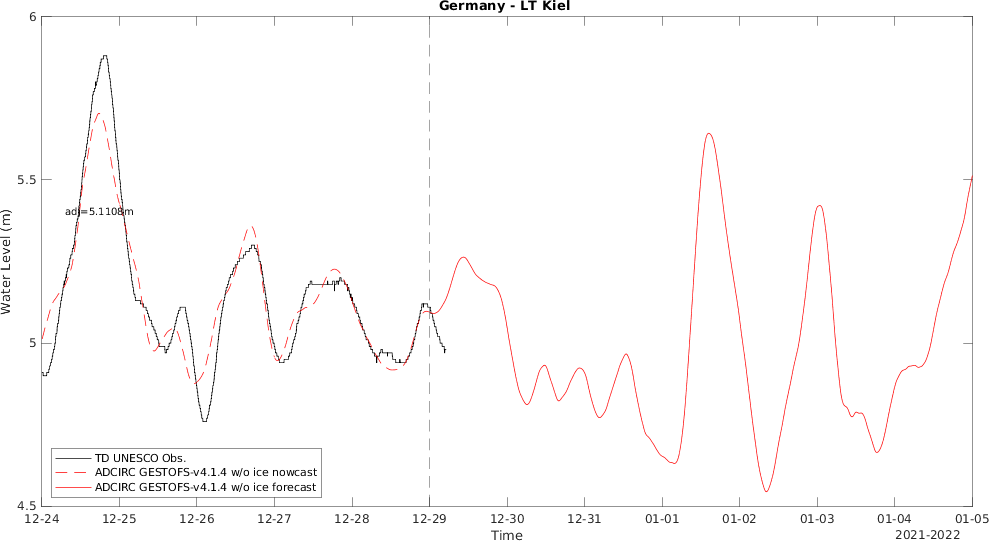 Germany - LT Kiel
6
5.5
5
4.5
Water Level (m)
adj=5.1108m
TD UNESCO Obs.
ADCIRC GESTOFS-v4.1.4 w/o ice nowcast
ADCIRC GESTOFS-v4.1.4 w/o ice forecast
12-24 12-25 12-26 12-27 12-28 12-29 12-30 12-31 01-01 01-02 01-03 01-04 01-05
Time
2021-2022